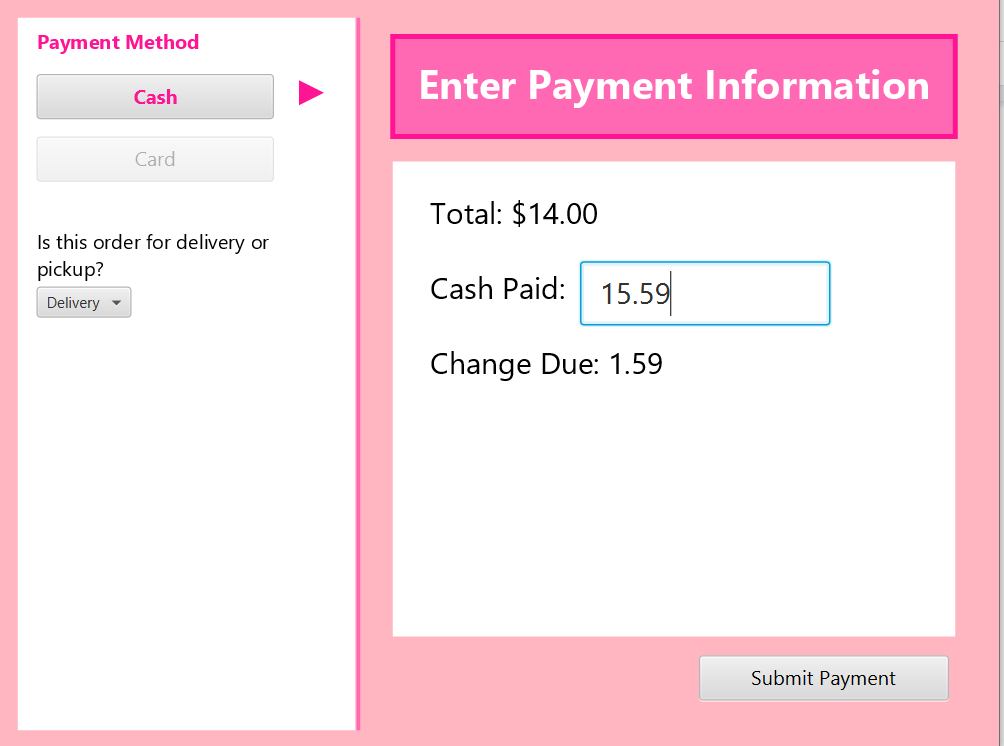 Payment Method
Cash
Card
Is this order for delivery or
pickup?
Delivery
Enter Payment Information
Total: $14.00
Cash Paid: 15.59
Change Due: 1.59
Submit Payment